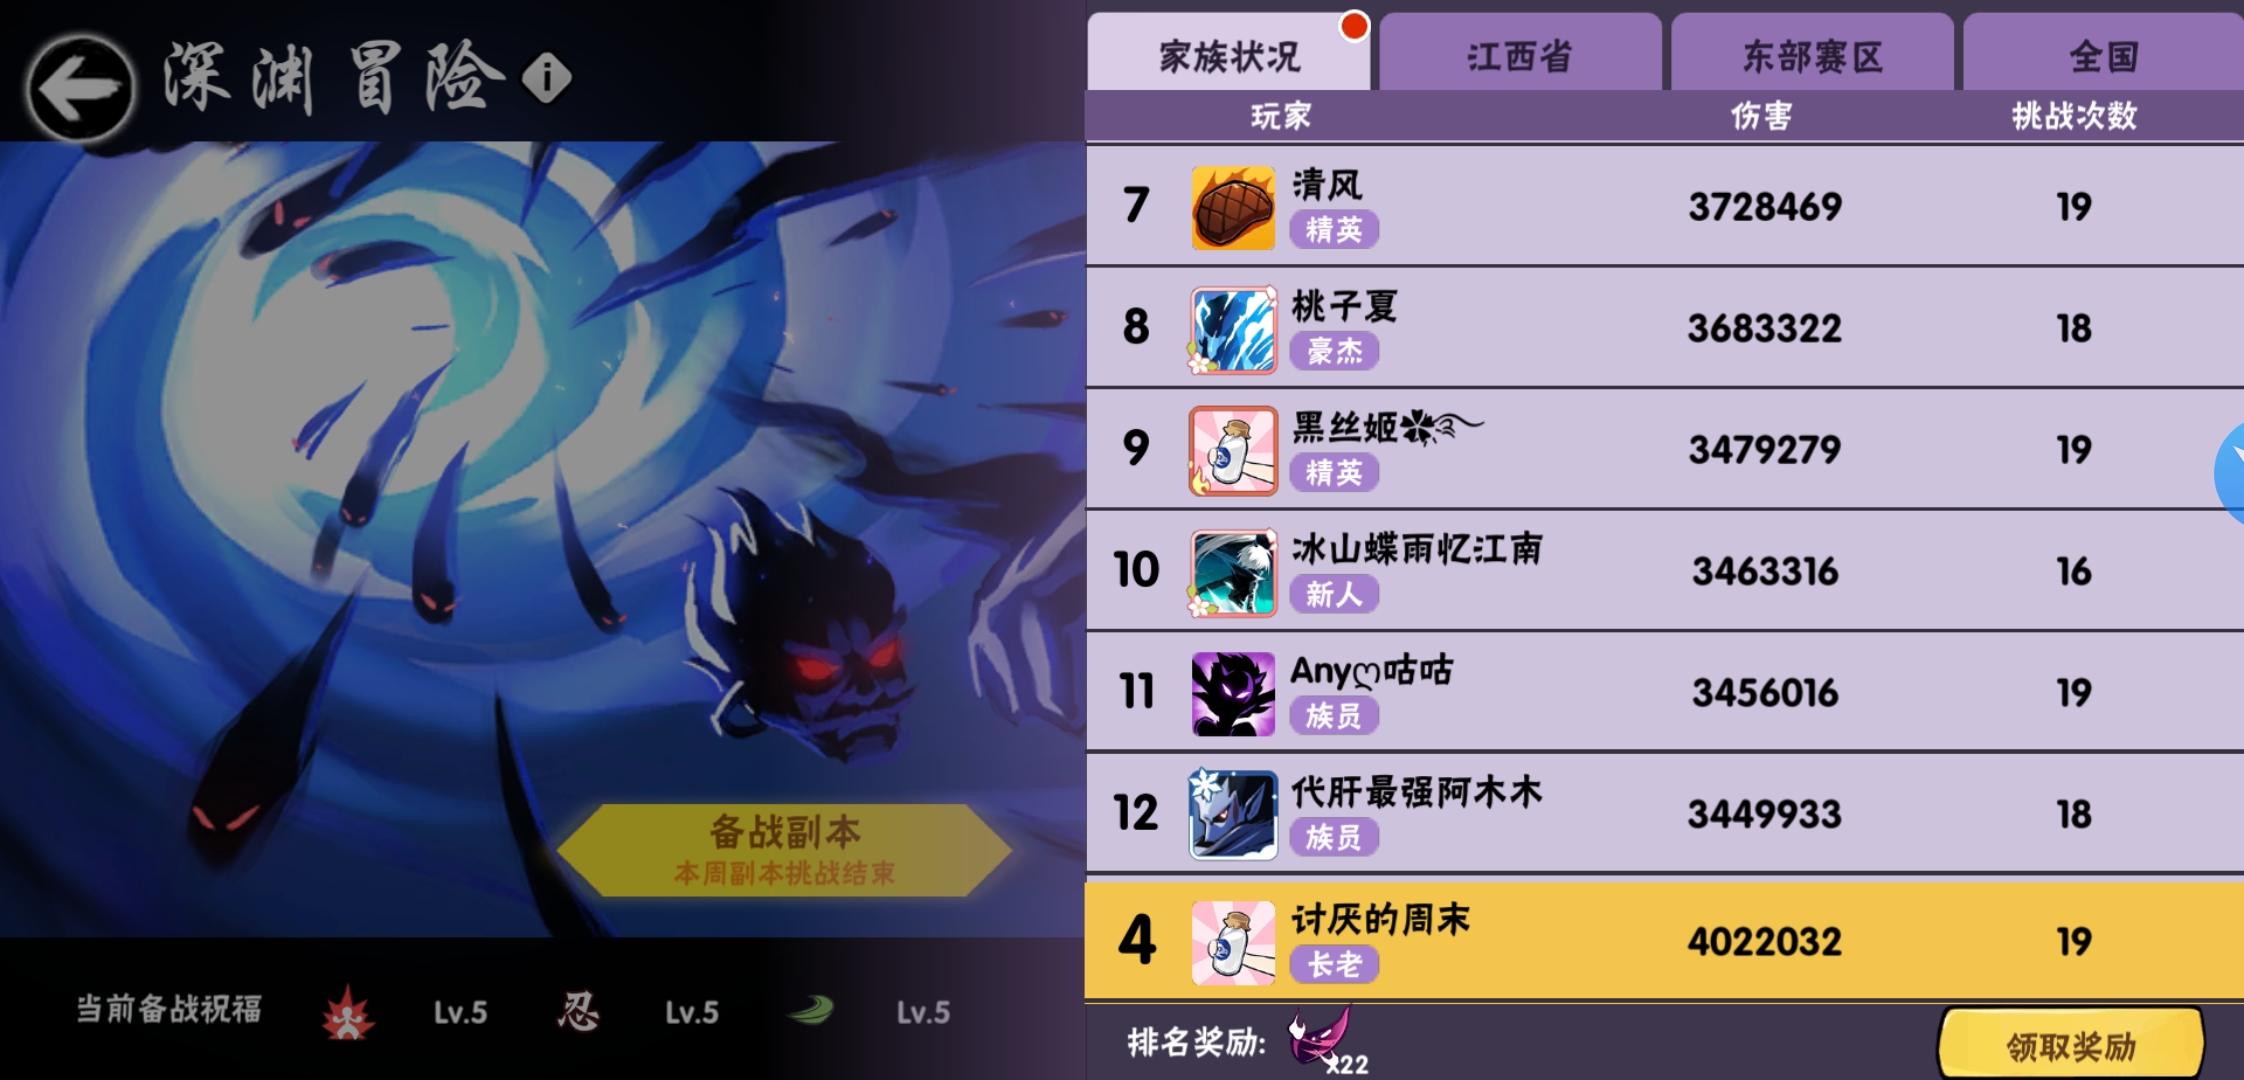 深渊冒险
家族状况 江西省 东部赛区 全国
玩家 伤害 挑战次数
7 清风 3728469 19
精英
8 桃子夏 3683322 18
豪杰
9 黑丝姬 3479279 19
精英
10 冰山蝶雨忆江南 3463316 16
新人
11 Anyღ咕咕 3456016 19
族员
12 代肝最强阿木木 3449933 18
族员
4 讨厌的周末 4022032 19
长老
备战副本
本周副本挑战结束
当前备战祝福 Lv.5 忍 Lv.5 Lv.5
排名奖励: x22
领取奖励